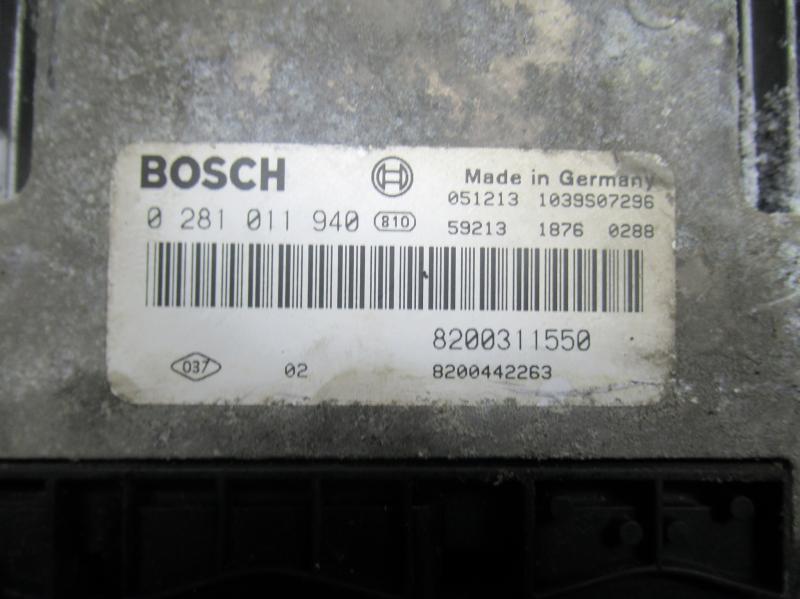 BOSCH
Made in Germany
051213 1039S07296
0 281 011 940 810
59213 1876 0288
8200311550
037 02 8200442263